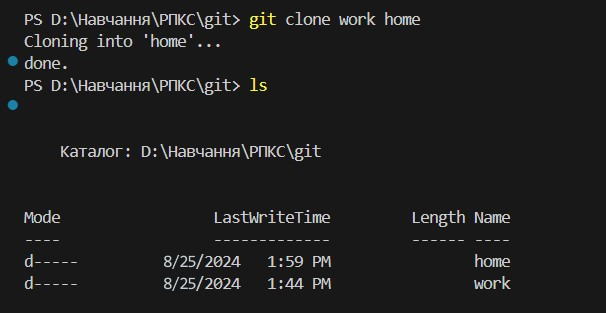 PS D:\Навчання\РПКС\git> git clone work home
Cloning into 'home'...
done.
PS D:\Навчання\РПКС\git> ls
Каталог: D:\Навчання\РПКС\git
Mode                 LastWriteTime         Length Name
----                 -------------         ------ ----
d-----         8/25/2024   1:59 PM                home
d-----         8/25/2024   1:44 PM                work